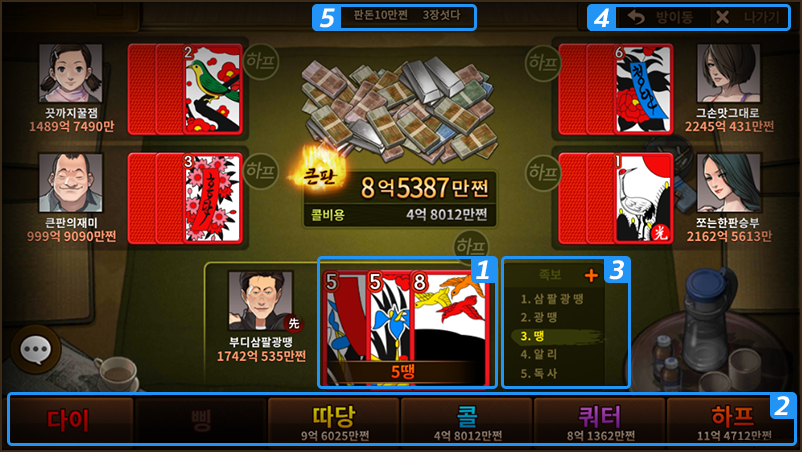 5
판돈10만쩐 3장섯다
4
방이동
나가기
끗까지꿀잼
1489억 7490만
2
하프
하프
6
청단
그손맛그대로
2245억 431만쩐
큰판
8억5387만쩐
콜비용
4억 8012만쩐
큰판의재미
999억 9090만쩐
3
홍단
하프
하프
1
光
쪼는한판승부
2162억 5613만
하프
부디삼팔광땡
1742억 535만쩐
先
1
5
5
8
5땡
3
족보
1. 삼팔광땡
2. 광땡
3. 땡
4. 알리
5. 독사
2
다이
삥
따당
9억 6025만쩐
콜
4억 8012만쩐
쿼터
8억 1362만쩐
하프
11억 4712만쩐